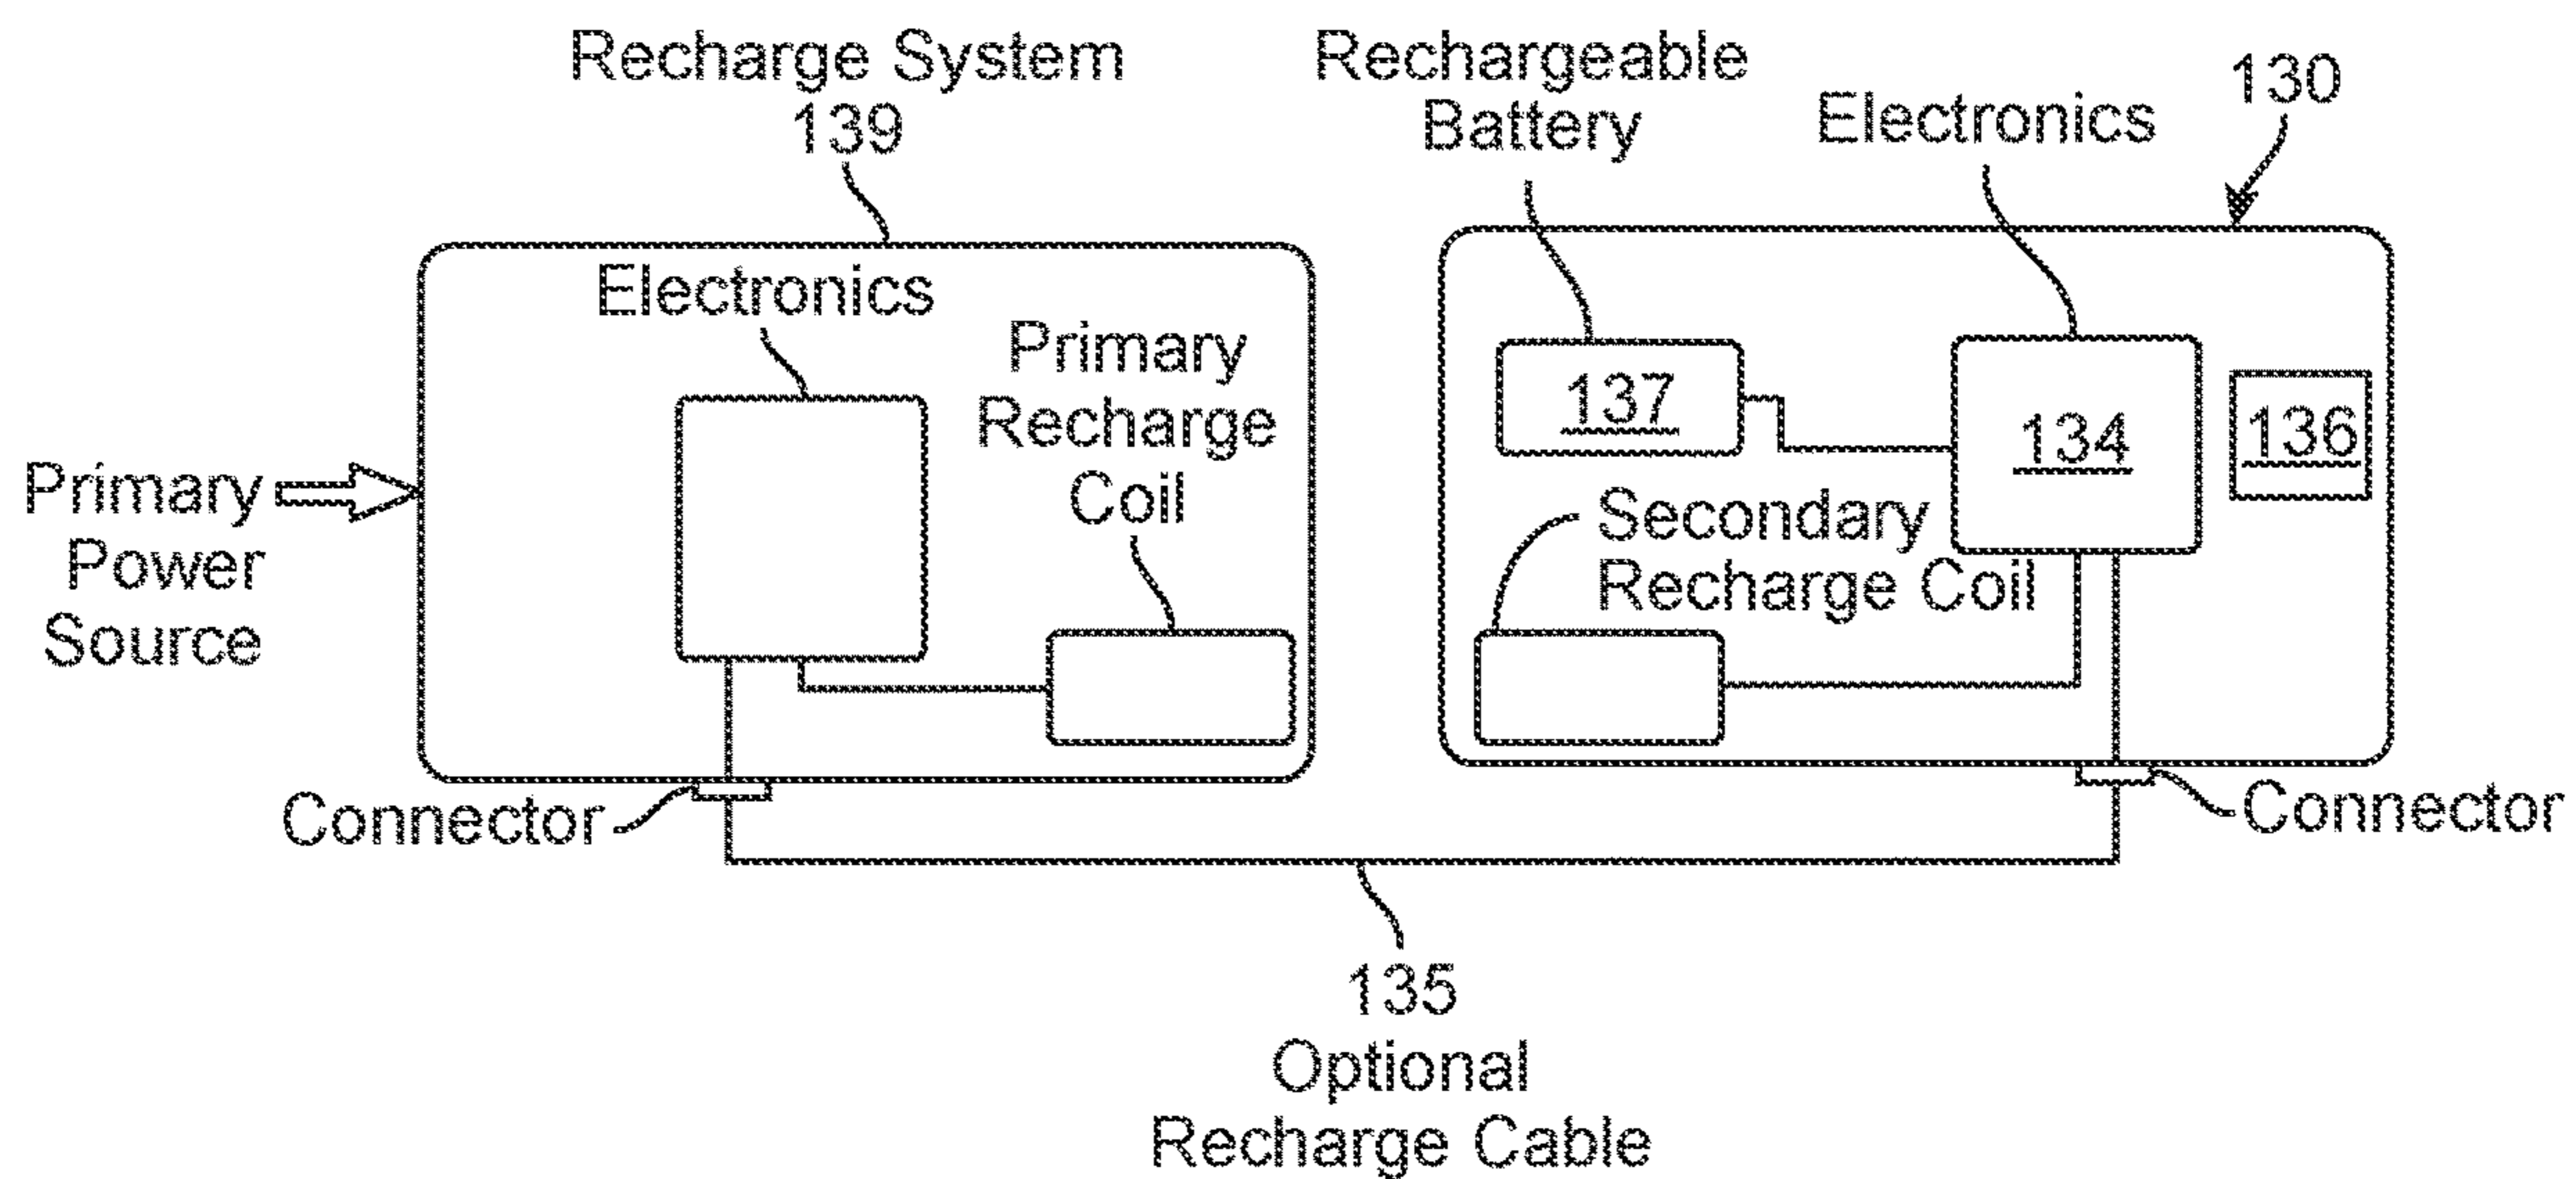 Recharge System
139
Rechargeable
Battery
Electronics
130
Electronics
Primary
Recharge
Coil
137
134
136
Primary
Power
Source
Secondary
Recharge Coil
Connector
Connector
135
Optional
Recharge Cable